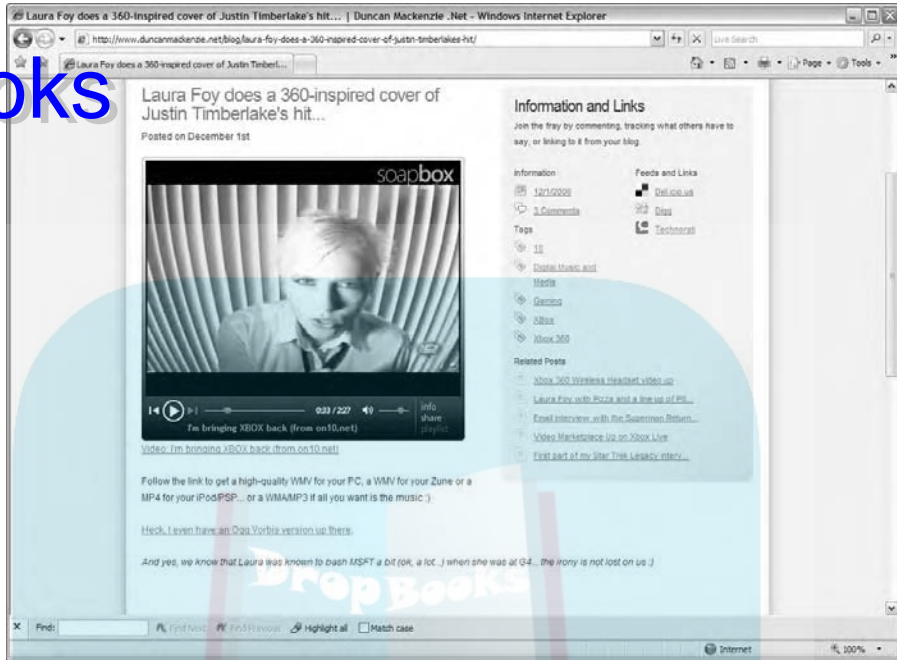 Laura Foy does a 360-inspired cover of Justin Timberlake's hit... | Duncan Mackenzie .Net - Windows Internet Explorer
http://www.duncanmackenzie.net/blog/laura-foy-does-a-360-inspired-cover-of-justin-timberlakes-hit/
Live Search
Laura Foy does a 360-inspired cover of Justin Timberl...
Page
Tools
oks
Laura Foy does a 360-inspired cover of
Justin Timberlake's hit...
Posted on December 1st
soapbox
0:33 / 2:27
info
share
playlist
I'm bringing XBOX back (from on10.net)
Video: I'm bringing XBOX back (from on10.net)
Follow the link to get a high-quality WMV for your PC, a WMV for your Zune or a
MP4 for your iPod/PSP... or a WMA/MP3 if all you want is the music :)
Heck, I even have an Ogg Vorbis version up there.
And yes, we know that Laura was known to bash MSFT a bit (ok, a lot..) when she was at G4... the irony is not lost on us :)
Information and Links
Join the fray by commenting, tracking what others have to
say, or linking to it from your blog.
Information
12/1/2006
3 Comments
Tags
10
Digital Music and
Media
Gaming
XBox
Xbox 360
Feeds and Links
Del.icio.us
Digg
Technorati
Related Posts
Xbox 360 Wireless Headset video up
Laura Foy with Pizza and a line up of PS...
Email interview with the Superman Return...
Video Marketplace Up on Xbox Live
First part of my Star Trek Legacy interv...
DropBooks
Find:
Find Next
Find Previous
Highlight all
Match case
Internet
100%